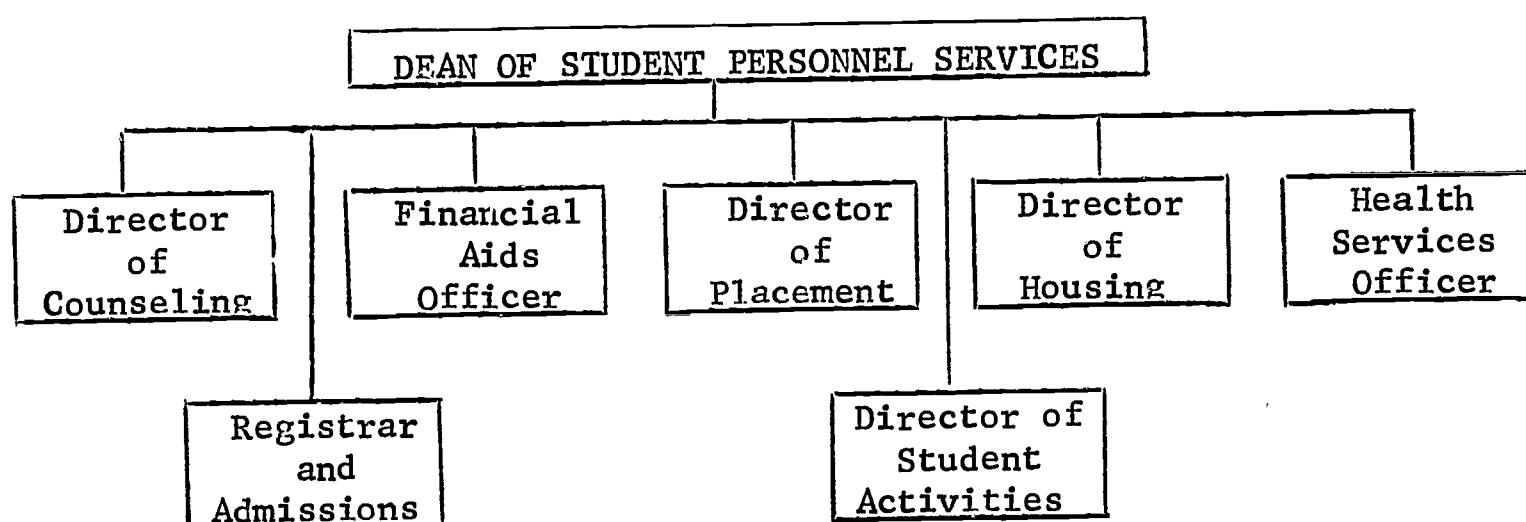 DEAN OF STUDENT PERSONNEL SERVICES
Director
of
Counseling
Financial
Aids
Officer
Director
of
Placement
Director
of
Housing
Health
Services
Officer
Registrar
and
Admissions
Director of
Student
Activities